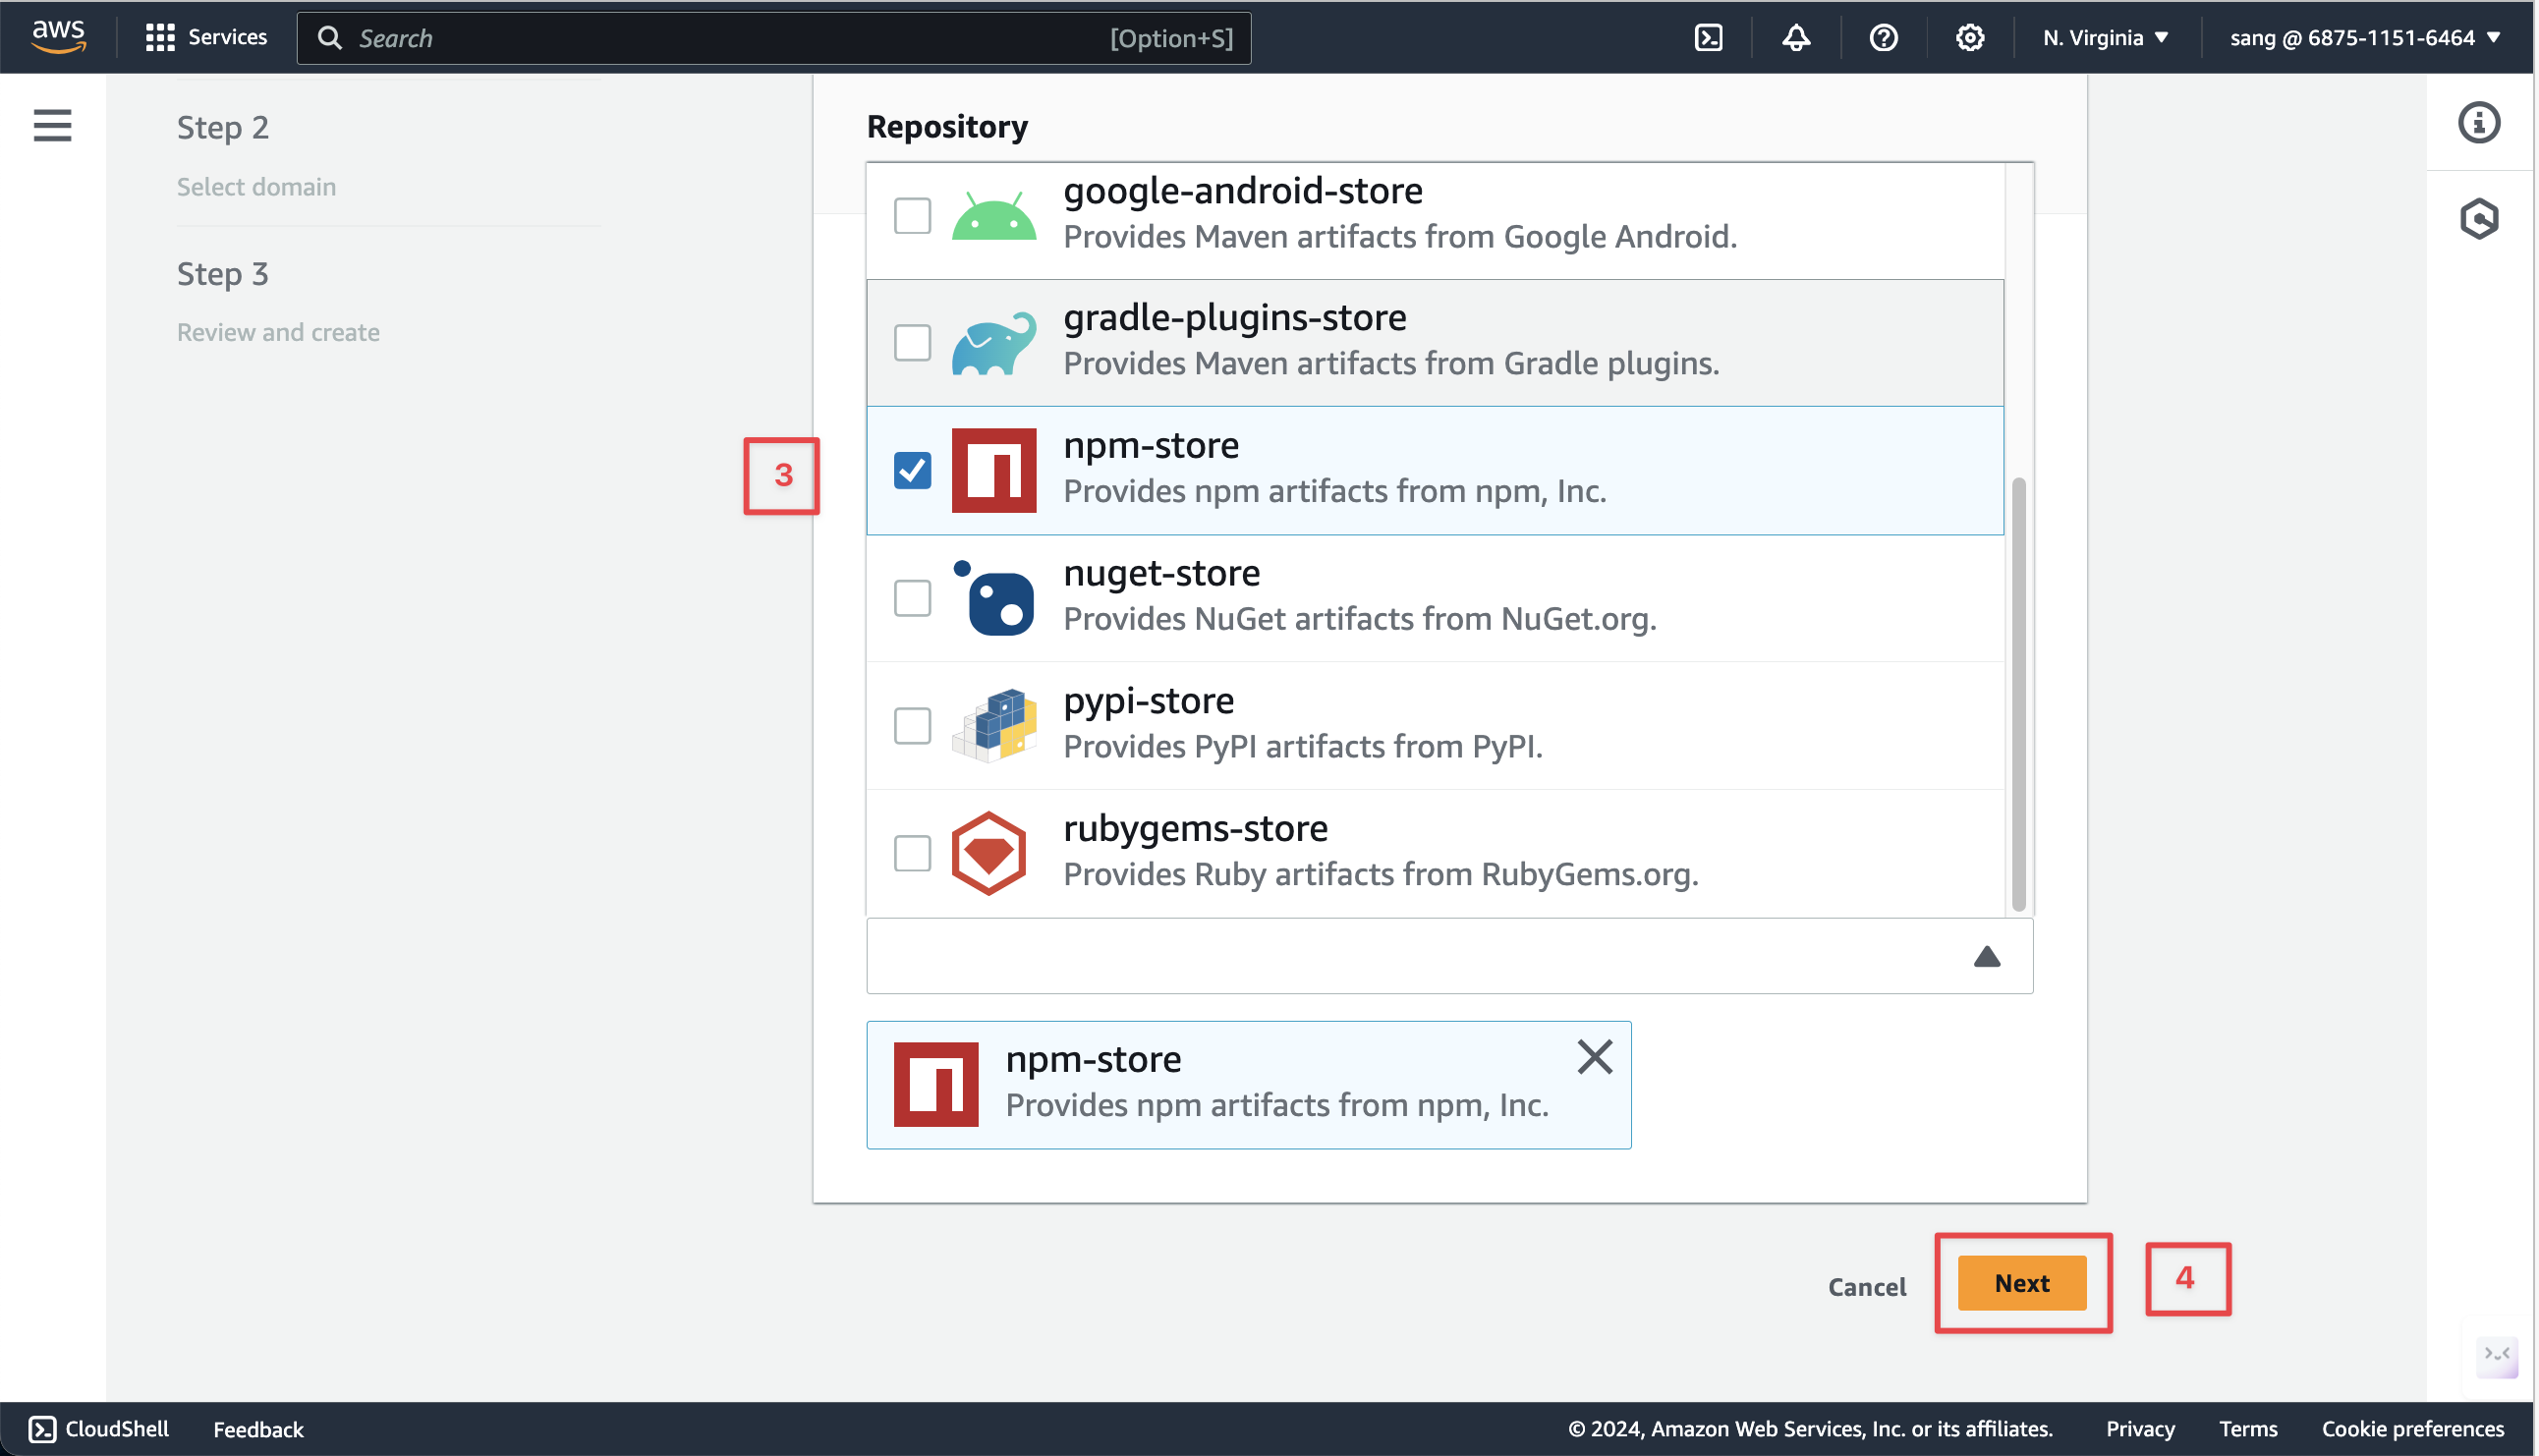 aws
Services
Search
[Option+S]
N. Virginia
sang @ 6875-1151-6464
Step 2
Select domain
Step 3
Review and create
Repository
google-android-store
Provides Maven artifacts from Google Android.
gradle-plugins-store
Provides Maven artifacts from Gradle plugins.
3
npm-store
Provides npm artifacts from npm, Inc.
nuget-store
Provides NuGet artifacts from NuGet.org.
pypi-store
Provides PyPI artifacts from PyPI.
rubygems-store
Provides Ruby artifacts from RubyGems.org.
npm-store
Provides npm artifacts from npm, Inc.
Cancel
Next
4
CloudShell
Feedback
© 2024, Amazon Web Services, Inc. or its affiliates.
Privacy
Terms
Cookie preferences